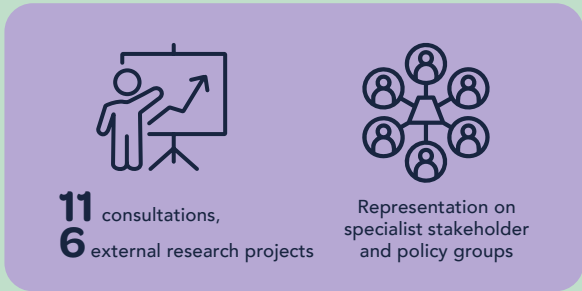 11 consultations,
6 external research projects
Representation on
specialist stakeholder
and policy groups